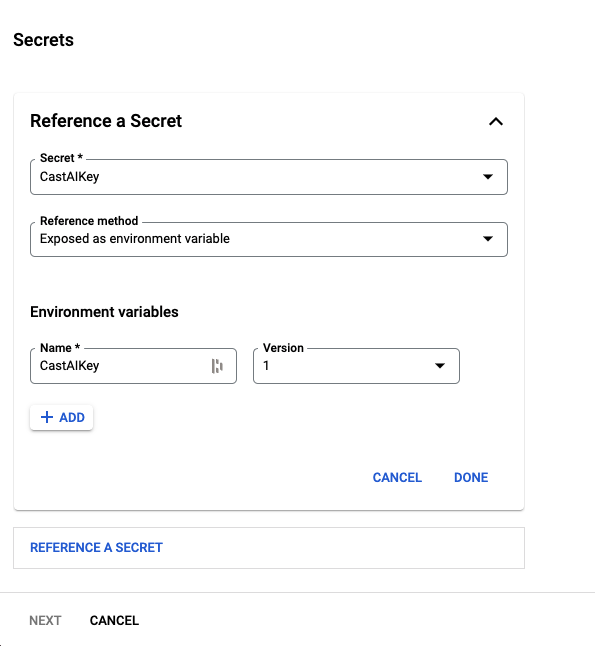 Secrets
Reference a Secret
Secret *
CastAIKey
Reference method
Exposed as environment variable
Environment variables
Name * Version
CastAIKey 1
+ ADD
CANCEL DONE
REFERENCE A SECRET
NEXT CANCEL